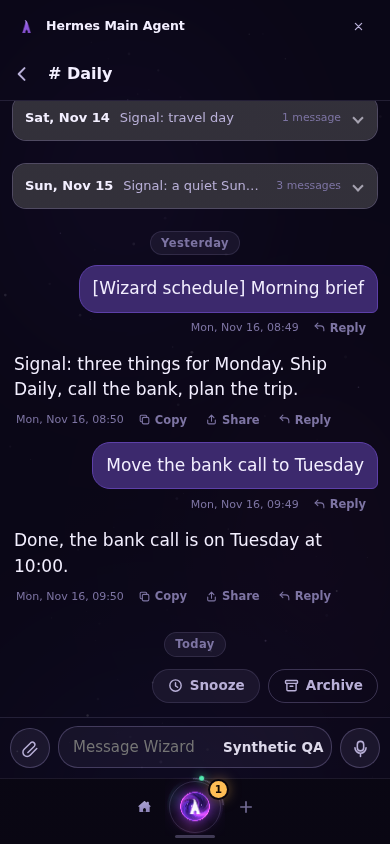 Hermes Main Agent
# Daily
Sat, Nov 14 Signal: travel day 1 message
Sun, Nov 15 Signal: a quiet Sun... 3 messages
Yesterday
[Wizard schedule] Morning brief
Mon, Nov 16, 08:49 Reply
Signal: three things for Monday. Ship
Daily, call the bank, plan the trip.
Mon, Nov 16, 08:50 Copy Share Reply
Move the bank call to Tuesday
Mon, Nov 16, 09:49 Reply
Done, the bank call is on Tuesday at
10:00.
Mon, Nov 16, 09:50 Copy Share Reply
Today
Snooze Archive
Message Wizard Synthetic QA
1